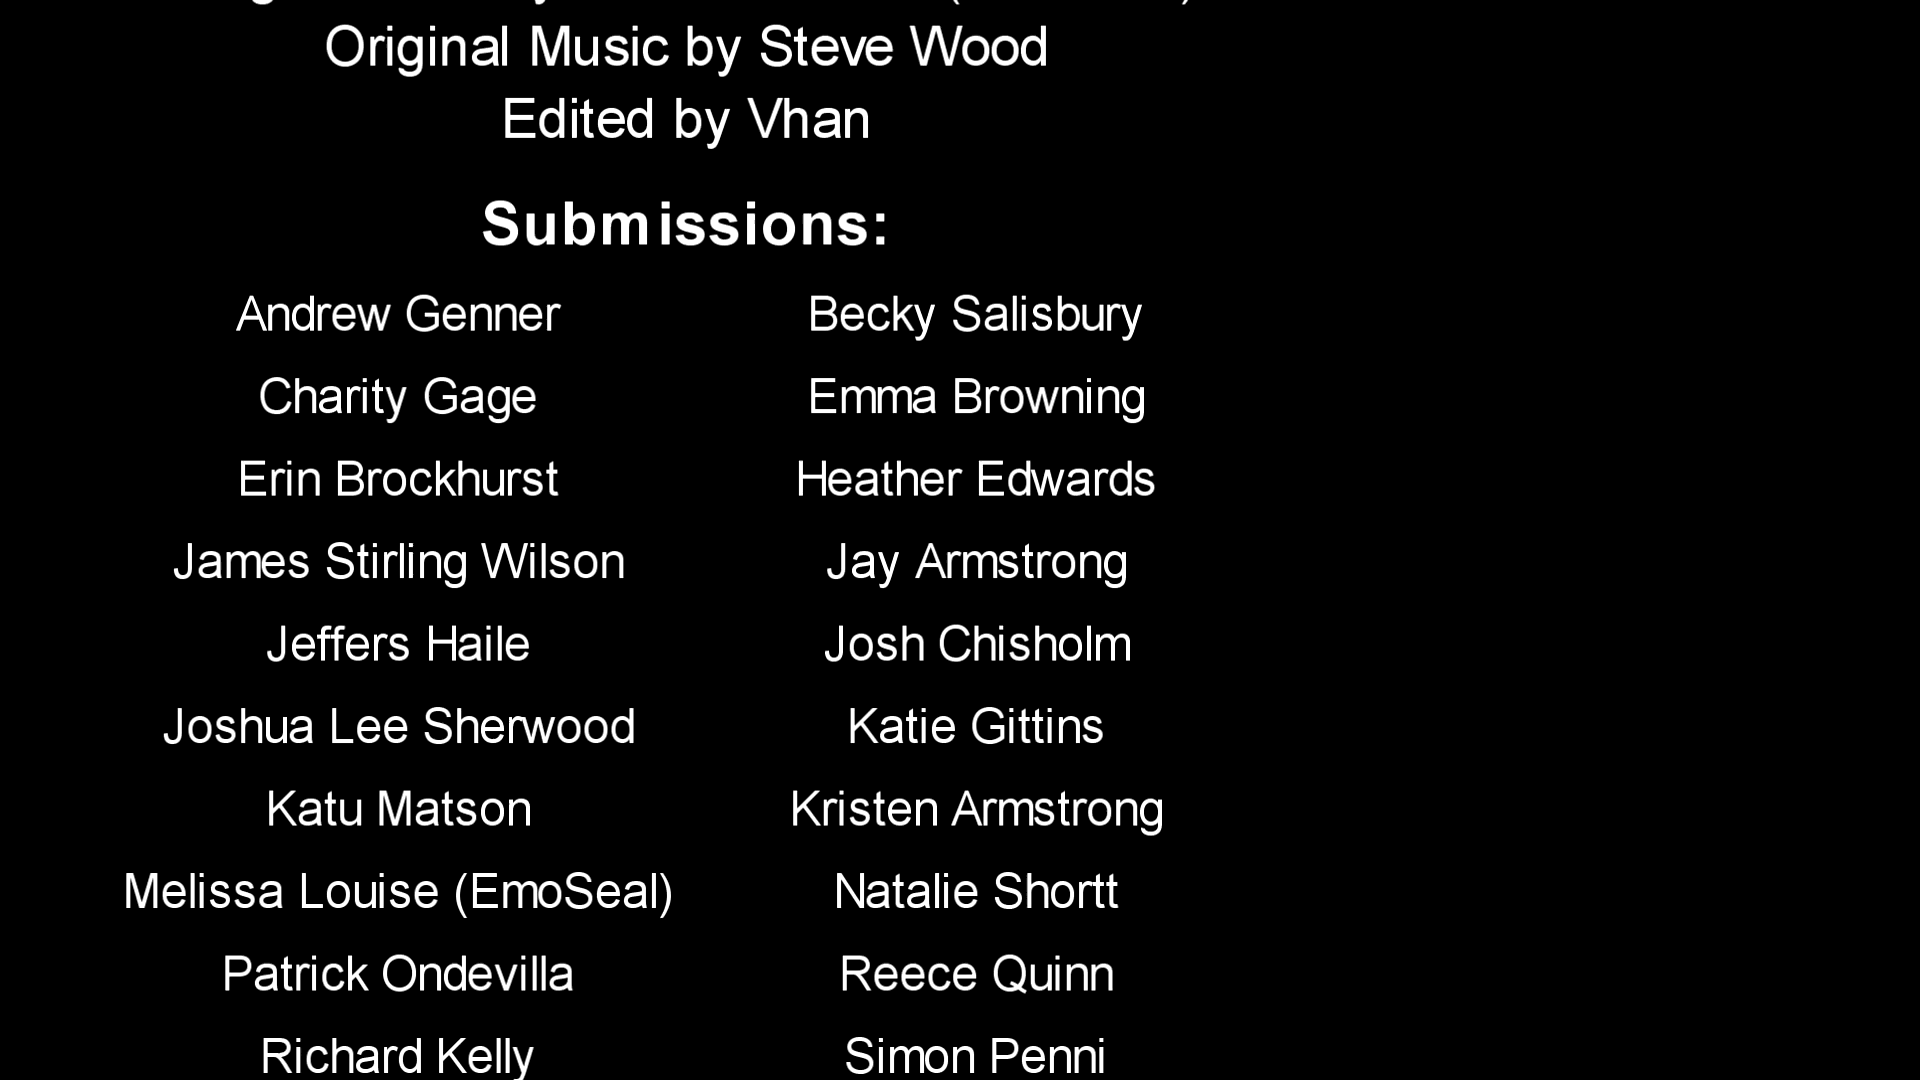 Original Music by Steve Wood
Edited by Vhan
Submissions:
Andrew Genner Becky Salisbury
Charity Gage Emma Browning
Erin Brockhurst Heather Edwards
James Stirling Wilson Jay Armstrong
Jeffers Haile Josh Chisholm
Joshua Lee Sherwood Katie Gittins
Katu Matson Kristen Armstrong
Melissa Louise (EmoSeal) Natalie Shortt
Patrick Ondevilla Reece Quinn
Richard Kelly Simon Penni